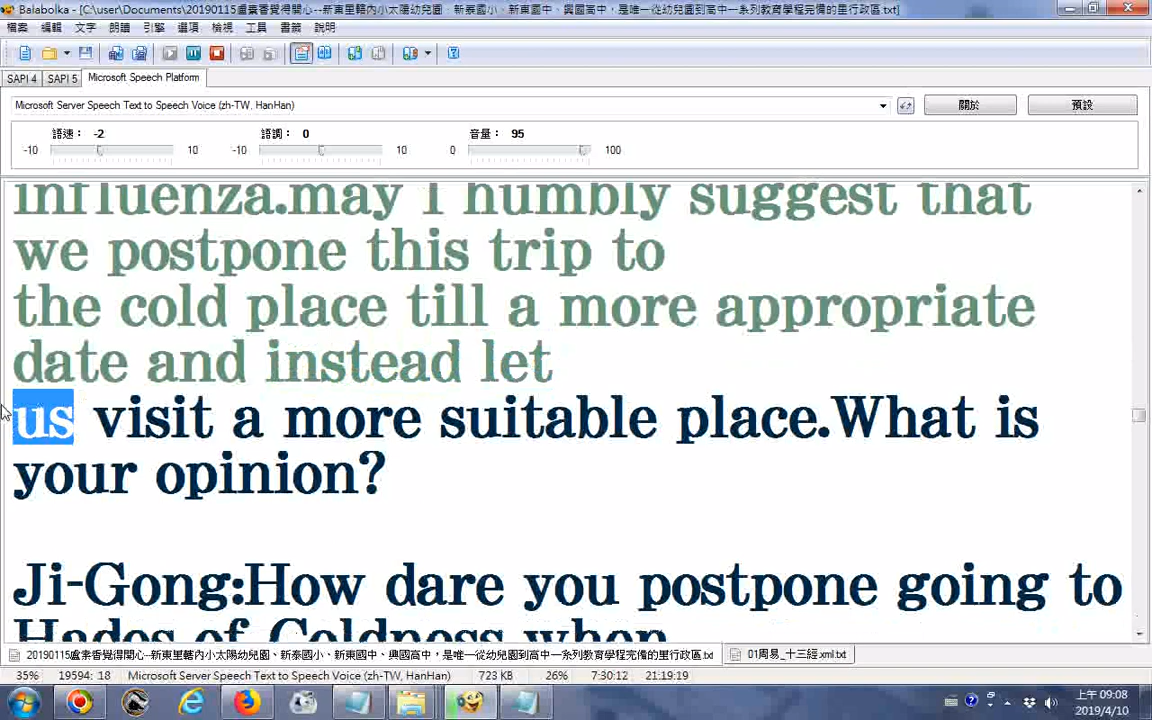 Balabolka - [C:\user\Documents\20190115盧素香覺得開心--新東里轄內小太陽幼兒園、新泰國小、新東國中、興國高中，是唯一從幼兒園到高中一系列教育學程完備的里行政區.txt]
檔案 編輯 文字 朗讀 引擎 選項 檢視 工具 書籤 說明
SAPI 4 SAPI 5 Microsoft Speech Platform
Microsoft Server Speech Text to Speech Voice (zh-TW, HanHan) 關於 預設
語速： -2 語調： 0 音量： 95
-10 10 -10 10 0 100
influenza.may I humbly suggest that
we postpone this trip to
the cold place till a more appropriate
date and instead let
us visit a more suitable place.What is
your opinion?
Ji-Gong:How dare you postpone going to
Hades of Coldness when
20190115盧素香覺得開心--新東里轄內小太陽幼兒園、新泰國小、新東國中、興國高中，是唯一從幼兒園到高中一系列教育學程完備的里行政區.txt 01周易_十三經.xml.txt
35% 19594: 18 Microsoft Server Speech Text to Speech Voice (zh-TW, HanHan) 723 KB 26% 7:30:12 21:19:19
上午 09:08
2019/4/10